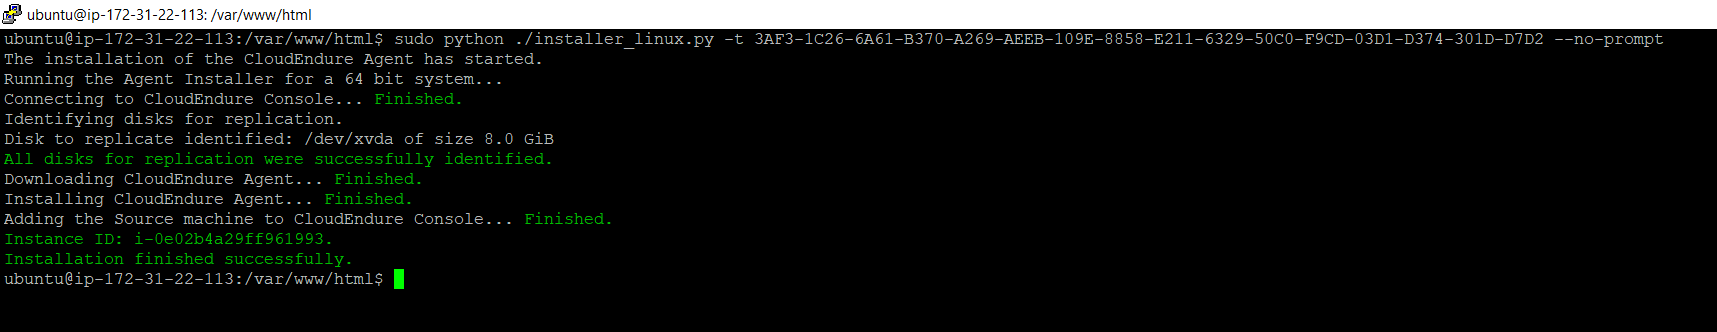 ubuntu@ip-172-31-22-113: /var/www/html
ubuntu@ip-172-31-22-113:/var/www/html$ sudo python ./installer_linux.py -t 3AF3-1C26-6A61-B370-A269-AEEB-109E-8858-E211-6329-50C0-F9CD-03D1-D374-301D-D7D2 --no-prompt
The installation of the CloudEndure Agent has started.
Running the Agent Installer for a 64 bit system...
Connecting to CloudEndure Console... Finished.
Identifying disks for replication.
Disk to replicate identified: /dev/xvda of size 8.0 GiB
All disks for replication were successfully identified.
Downloading CloudEndure Agent... Finished.
Installing CloudEndure Agent... Finished.
Adding the Source machine to CloudEndure Console... Finished.
Instance ID: i-0e02b4a29ff961993.
Installation finished successfully.
ubuntu@ip-172-31-22-113:/var/www/html$